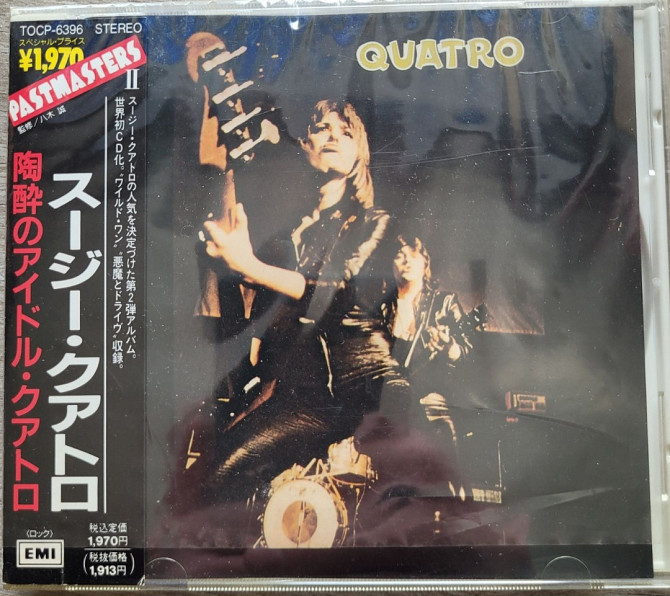 TOCP-6396 STEREO
スペシャル・プライス
¥1,970
PASTMASTERS
II
監修/八木 誠
スージー・クアトロの人気を決定づけた第2弾アルバム。
世界初CD化。“ワイルド・ワン”“悪魔とドライヴ”収録。
スージー・クアトロ
陶酔のアイドル・クアトロ
〈ロック〉
EMI
税込定価
1,970円
(税抜価格
1,913円)
QUATRO